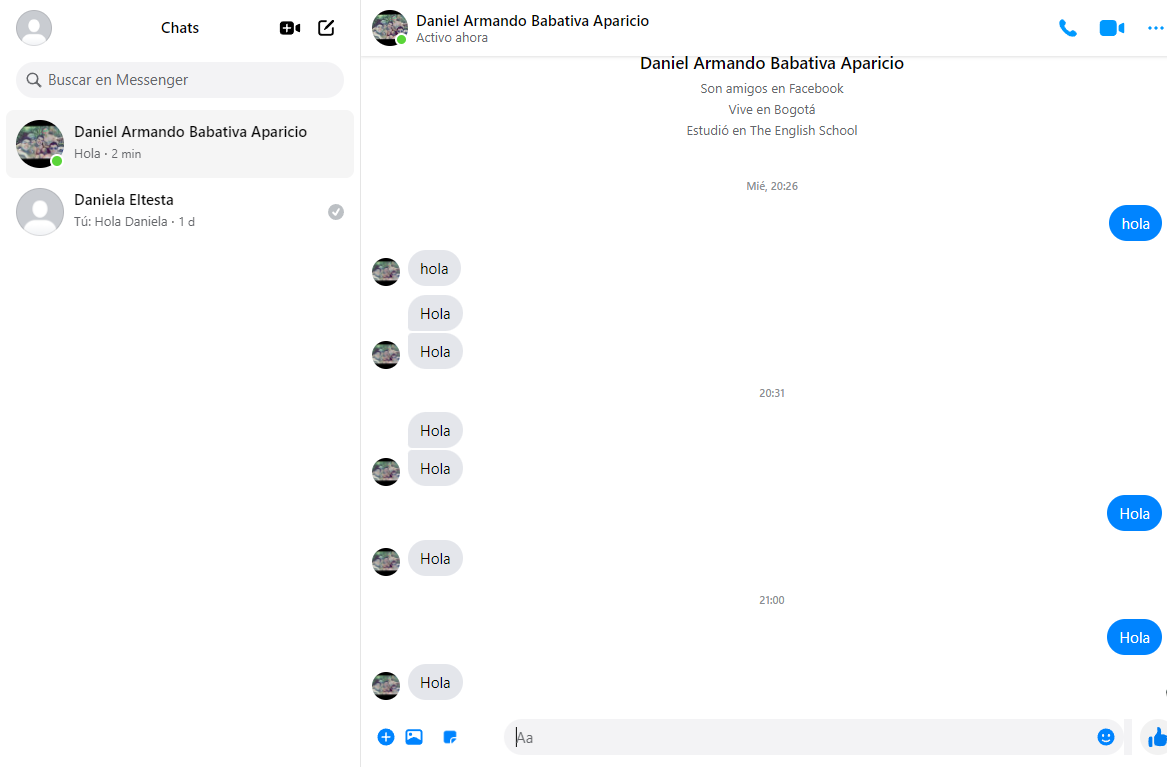 Chats
Buscar en Messenger
Daniel Armando Babativa Aparicio
Hola · 2 min
Daniela Eltesta
Tú: Hola Daniela · 1 d
Daniel Armando Babativa Aparicio
Activo ahora
Daniel Armando Babativa Aparicio
Son amigos en Facebook
Vive en Bogotá
Estudió en The English School
Mié, 20:26
hola
hola
Hola
Hola
20:31
Hola
Hola
Hola
Hola
21:00
Hola
Hola
Aa